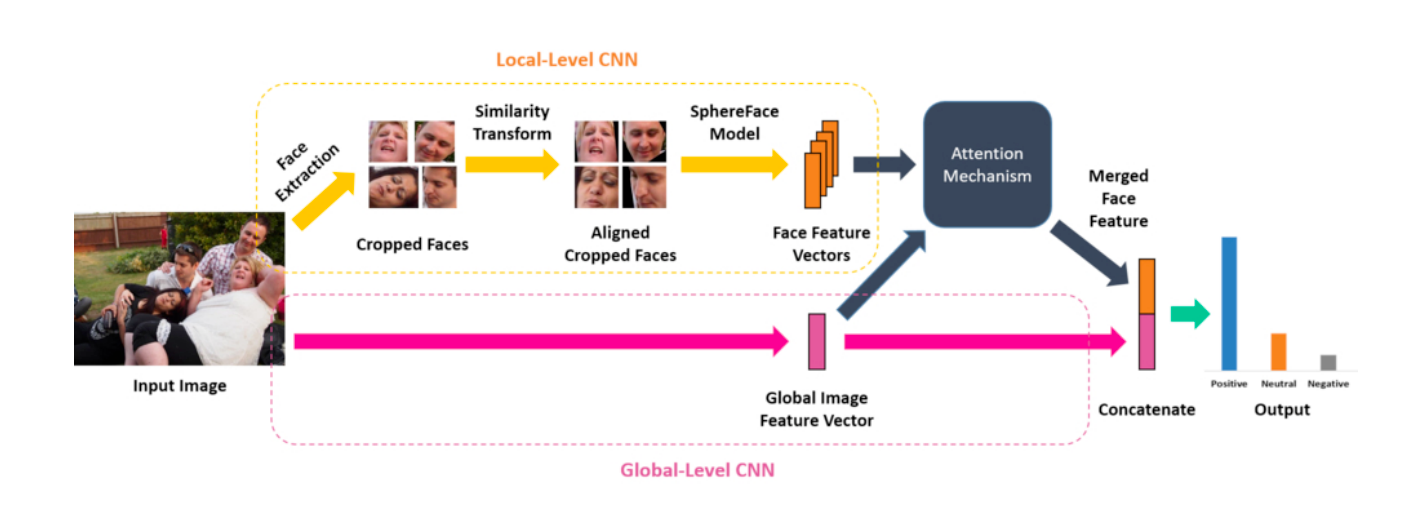 Local-Level CNN
Face
Extraction
Similarity
Transform
SphereFace
Model
Attention
Mechanism
Merged
Face
Feature
Cropped Faces
Aligned
Cropped Faces
Face Feature
Vectors
Input Image
Global Image
Feature Vector
Concatenate
Positive Neutral Negative
Output
Global-Level CNN